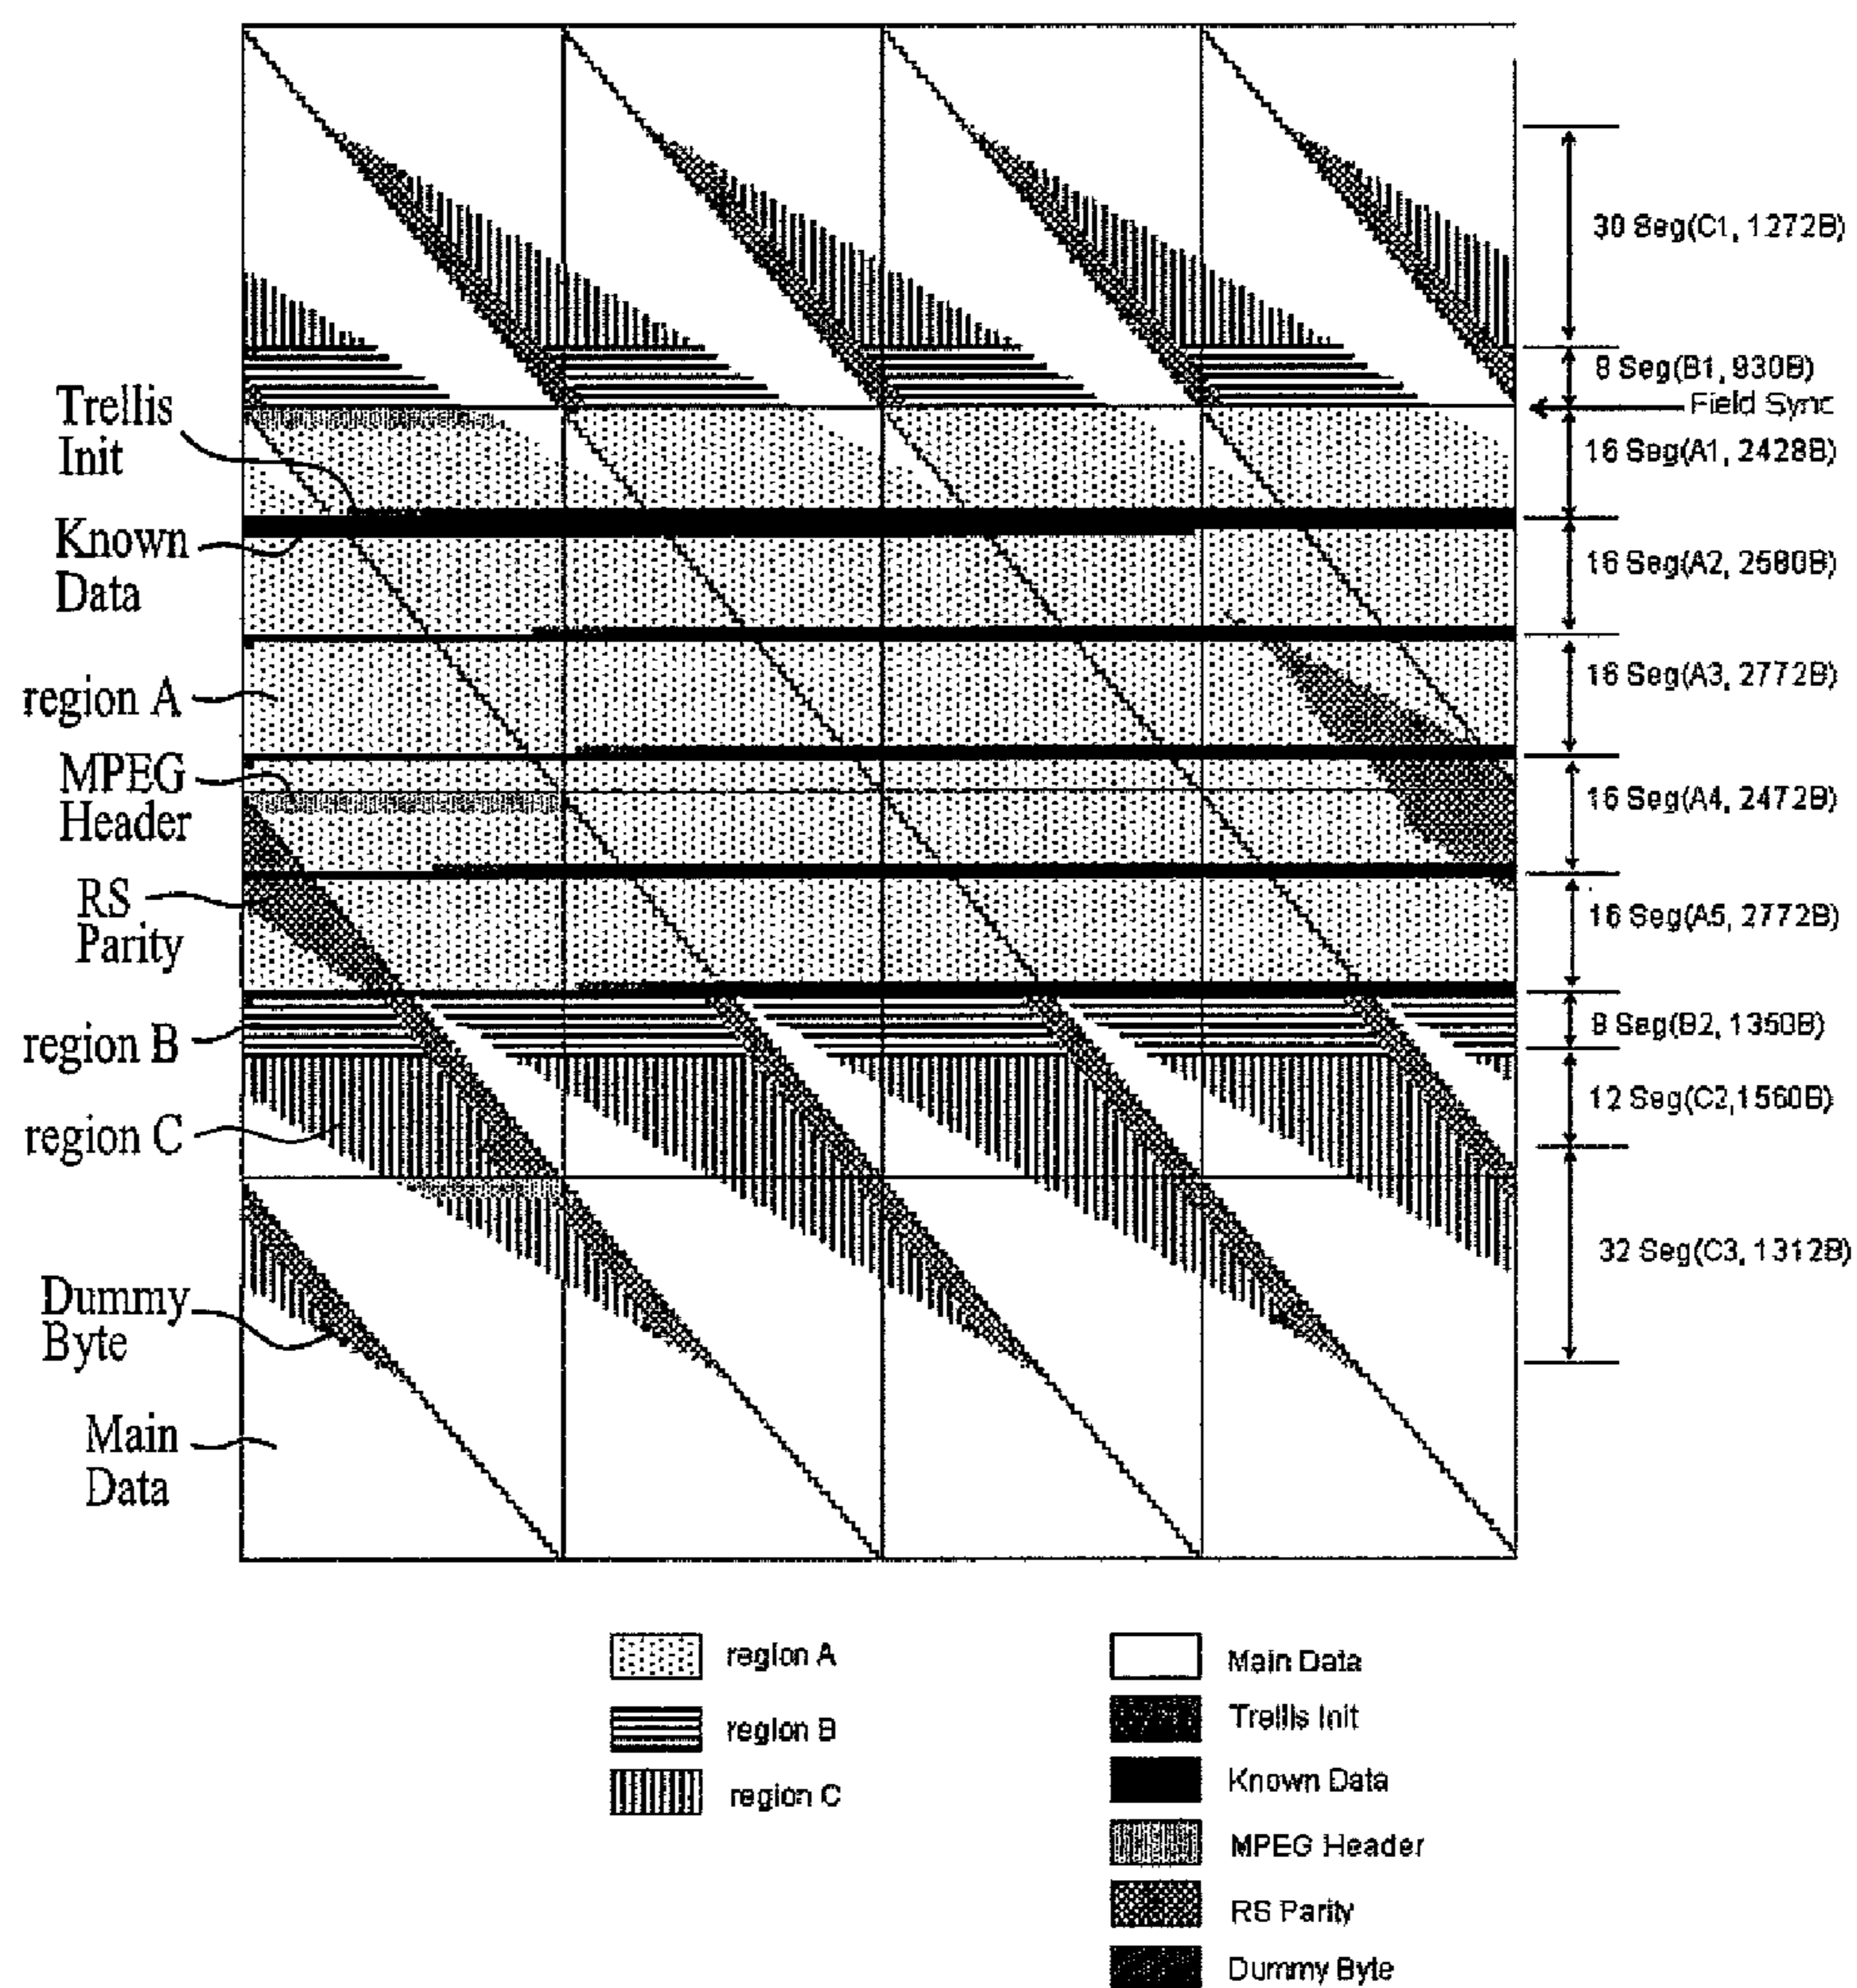 30 Seg(C1, 1272B)
8 Seg(B1, 930B)
Field Sync
16 Seg(A1, 2428B)
16 Seg(A2, 2580B)
16 Seg(A3, 2772B)
16 Seg(A4, 2472B)
16 Seg(A5, 2772B)
8 Seg(B2, 1350B)
12 Seg(C2,1560B)
32 Seg(C3, 1312B)
Trellis
Init
Known
Data
region A
MPEG
Header
RS
Parity
region B
region C
Dummy
Byte
Main
Data
region A
region B
region C
Main Data
Trellis Init
Known Data
MPEG Header
RS Parity
Dummy Byte